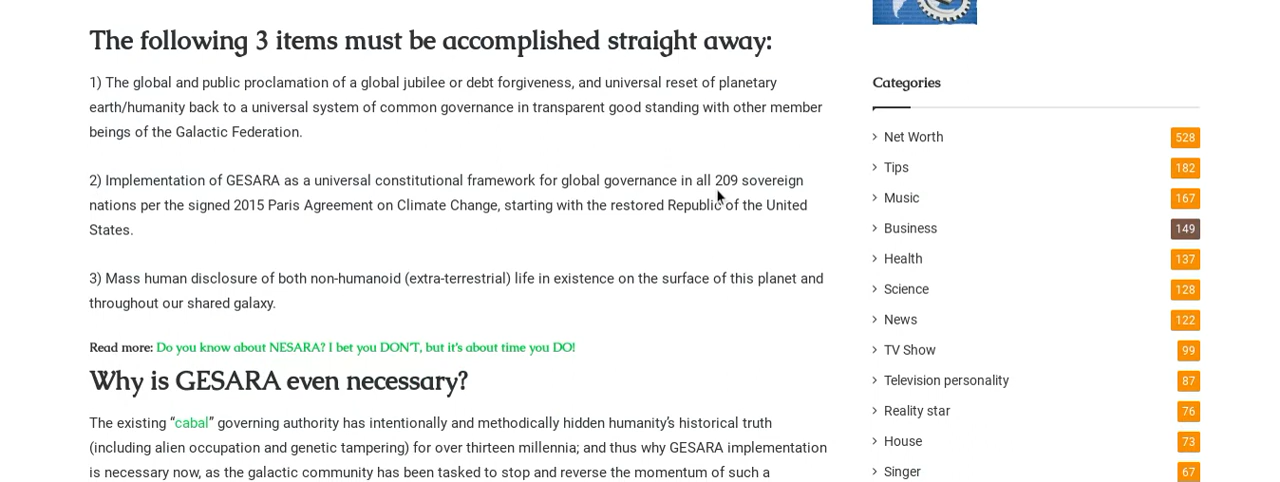 The following 3 items must be accomplished straight away:
1) The global and public proclamation of a global jubilee or debt forgiveness, and universal reset of planetary
earth/humanity back to a universal system of common governance in transparent good standing with other member
beings of the Galactic Federation.
2) Implementation of GESARA as a universal constitutional framework for global governance in all 209 sovereign
nations per the signed 2015 Paris Agreement on Climate Change, starting with the restored Republic of the United
States.
3) Mass human disclosure of both non-humanoid (extra-terrestrial) life in existence on the surface of this planet and
throughout our shared galaxy.
Read more: Do you know about NESARA? I bet you DON'T, but it's about time you DO!
Why is GESARA even necessary?
The existing “cabal” governing authority has intentionally and methodically hidden humanity’s historical truth
(including alien occupation and genetic tampering) for over thirteen millennia; and thus why GESARA implementation
is necessary now, as the galactic community has been tasked to stop and reverse the momentum of such a
Categories
Net Worth 528
Tips 182
Music 167
Business 149
Health 137
Science 128
News 122
TV Show 99
Television personality 87
Reality star 76
House 73
Singer 67